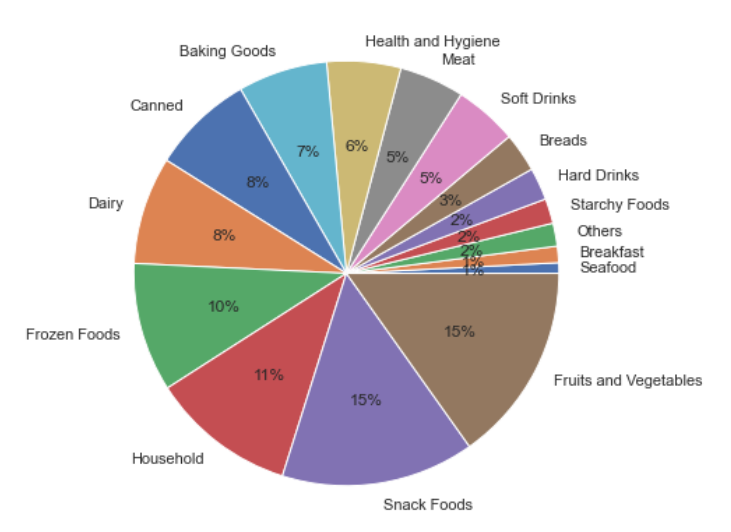 Health and Hygiene
Baking Goods
Meat
Soft Drinks
Canned
Breads
Hard Drinks
Dairy
Starchy Foods
Others
Breakfast
Seafood
Frozen Foods
Fruits and Vegetables
Household
Snack Foods
6%
7%
5%
5%
8%
3%
2%
8%
2%
2%
1%
1%
10%
15%
11%
15%